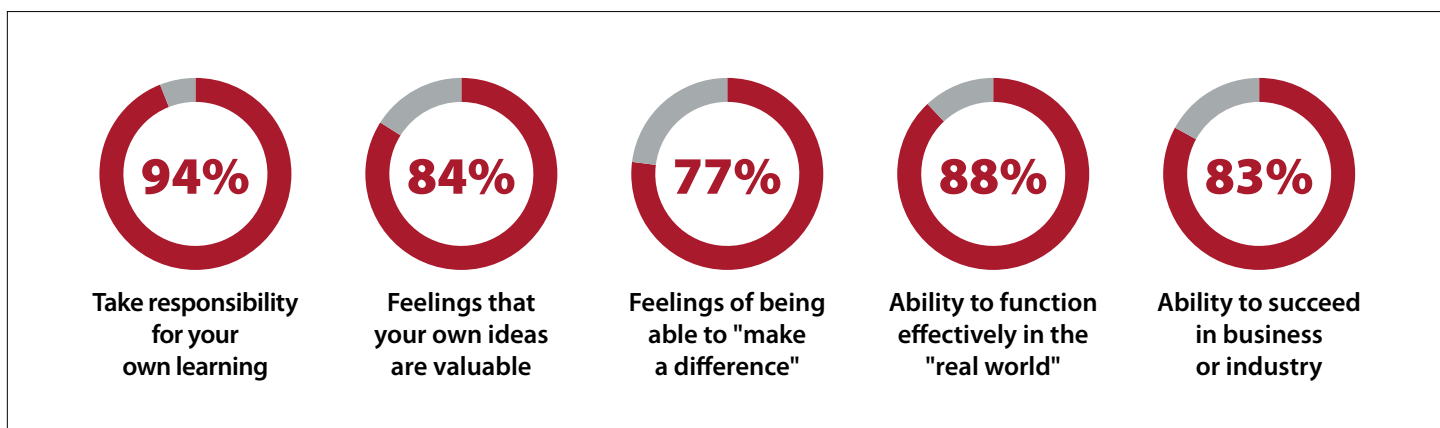 94%
84%
77%
88%
83%
Take responsibility
for your
own learning
Feelings that
your own ideas
are valuable
Feelings of being
able to "make
a difference"
Ability to function
effectively in the
"real world"
Ability to succeed
in business
or industry